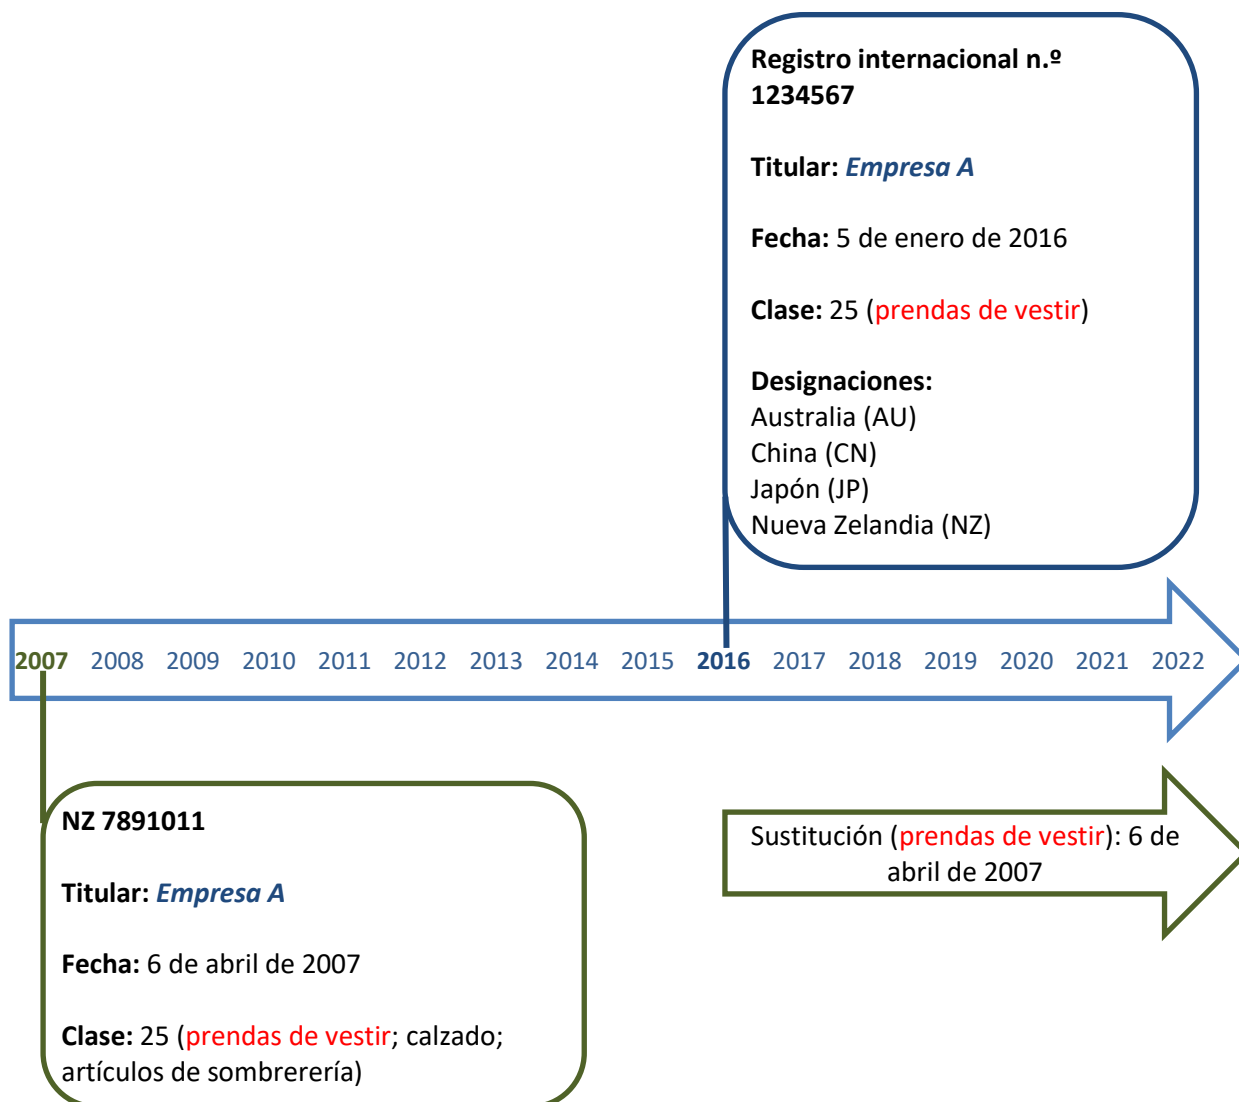 Registro internacional n.º
1234567
Titular: Empresa A
Fecha: 5 de enero de 2016
Clase: 25 (prendas de vestir)
Designaciones:
Australia (AU)
China (CN)
Japón (JP)
Nueva Zelandia (NZ)
2007 2008 2009 2010 2011 2012 2013 2014 2015 2016 2017 2018 2019 2020 2021 2022
NZ 7891011
Titular: Empresa A
Fecha: 6 de abril de 2007
Clase: 25 (prendas de vestir; calzado;
artículos de sombrerería)
Sustitución (prendas de vestir): 6 de
abril de 2007